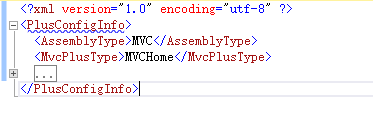 <?xml version="1.0" encoding="utf-8" ?>
<PlusConfigInfo>
<AssemblyType>MVC</AssemblyType>
<MvcPlusType>MVCHome</MvcPlusType>
...
</PlusConfigInfo>